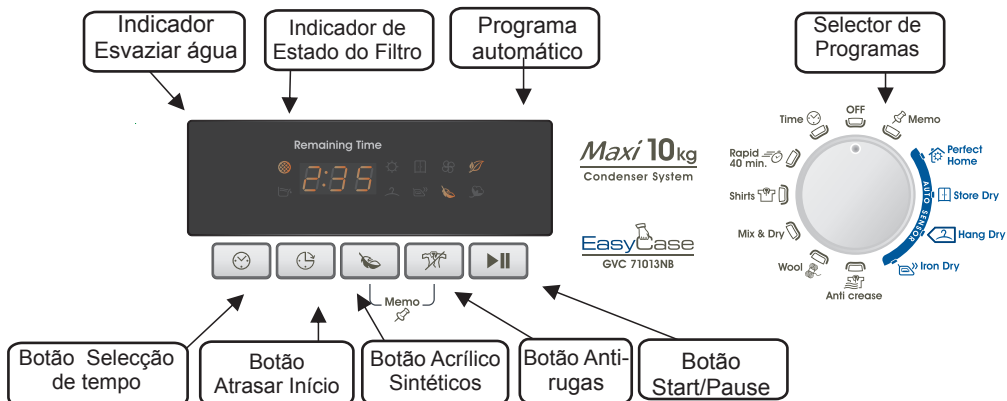 Indicador
Esvaziar água
Indicador de
Estado do Filtro
Programa
automático
Selector de
Programas
Remaining Time
2:35
Maxi 10kg
Condenser System
EasyCase
GVC 71013NB
OFF
Time
Memo
Rapid
40 min.
Perfect
Home
Shirts
Store Dry
AUTO SENSOR
Mix & Dry
Hang Dry
Wool
Iron Dry
Anti crease
Memo
Botão Selecção
de tempo
Botão
Atrasar Início
Botão Acrílico
Sintéticos
Botão Anti-
rugas
Botão
Start/Pause